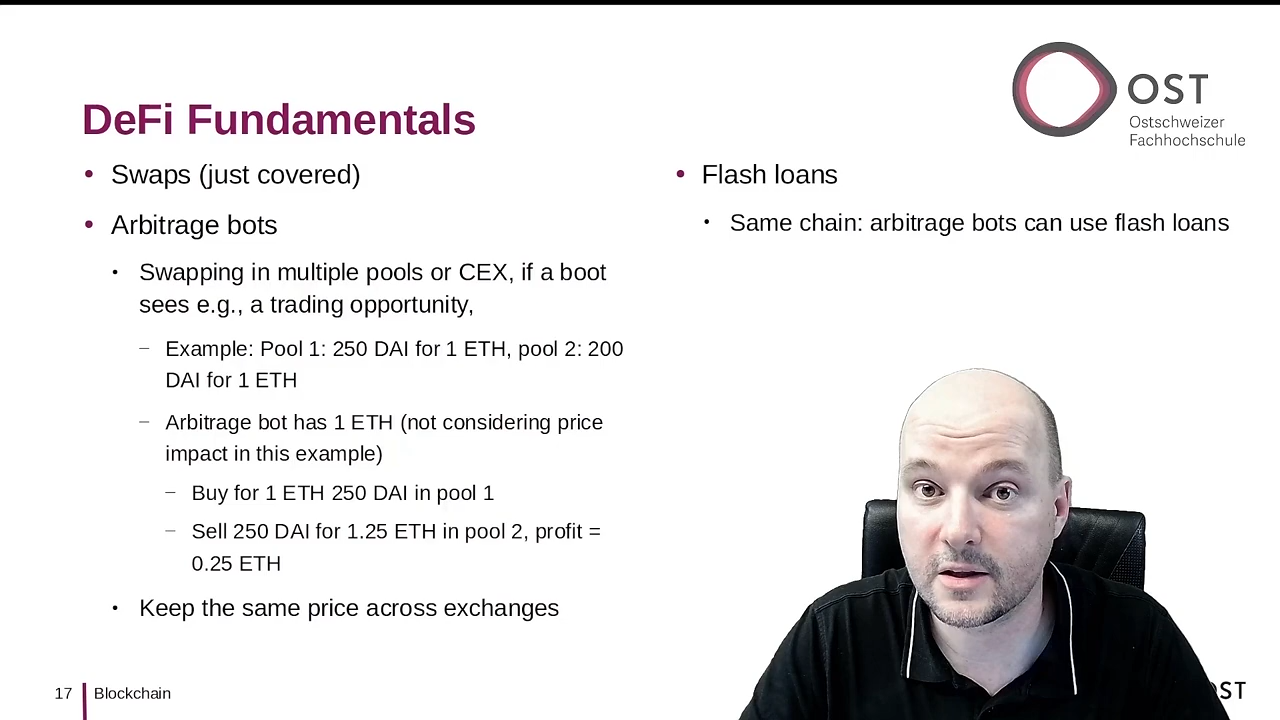 OST
Ostschweizer
Fachhochschule
DeFi Fundamentals
• Swaps (just covered)
• Arbitrage bots
• Swapping in multiple pools or CEX, if a boot
sees e.g., a trading opportunity,
– Example: Pool 1: 250 DAI for 1 ETH, pool 2: 200
DAI for 1 ETH
– Arbitrage bot has 1 ETH (not considering price
impact in this example)
– Buy for 1 ETH 250 DAI in pool 1
– Sell 250 DAI for 1.25 ETH in pool 2, profit =
0.25 ETH
• Keep the same price across exchanges
• Flash loans
• Same chain: arbitrage bots can use flash loans
17 Blockchain
ST